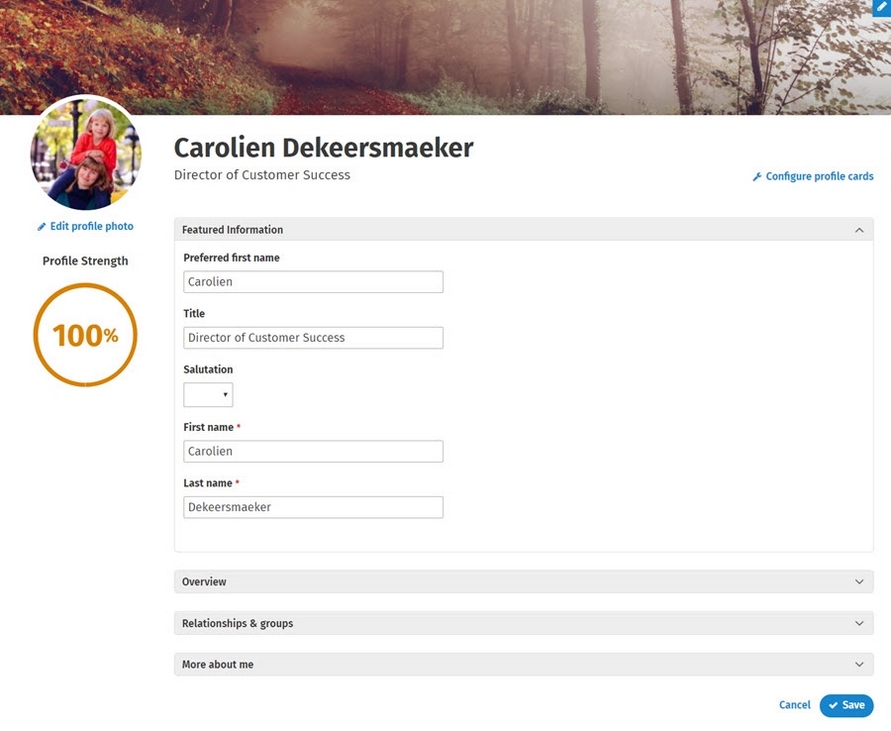 Carolien Dekeersmaeker
Director of Customer Success
Configure profile cards
Edit profile photo
Profile Strength
100%
Featured Information
Preferred first name
Carolien
Title
Director of Customer Success
Salutation
First name *
Carolien
Last name *
Dekeersmaeker
Overview
Relationships & groups
More about me
Cancel
Save